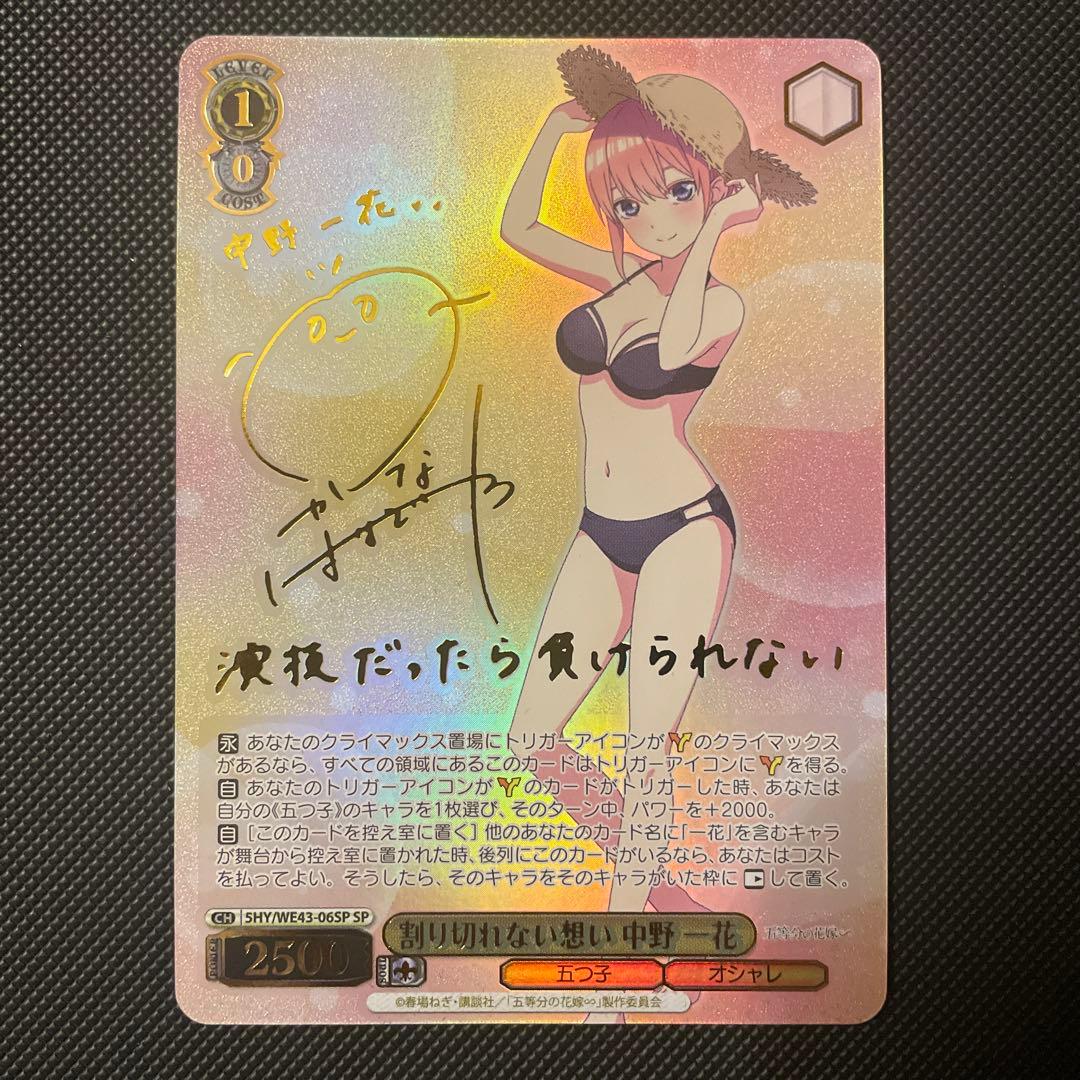 LEVEL
1
0
COST
中野 一花
かな
はなざわ
演技だったら負けられない
永 あなたのクライマックス置場にトリガーアイコンが のクライマックス
があるなら、すべての領域にあるこのカードはトリガーアイコンに を得る。
自 あなたのトリガーアイコンが のカードがトリガーした時、あなたは
自分の《五つ子》のキャラを1枚選び、そのターン中、パワーを+2000。
自 [このカードを控え室に置く] 他のあなたのカード名に「一花」を含むキャラ
が舞台から控え室に置かれた時、後列にこのカードがいるなら、あなたはコスト
を払ってよい。そうしたら、そのキャラをそのキャラがいた枠に して置く。
CH 5HY/WE43-06SP SP
POWER 2500
割り切れない想い 中野 一花
五等分の花嫁∽
SOUL
五つ子 オシャレ
©春場ねぎ・講談社/「五等分の花嫁∽」製作委員会